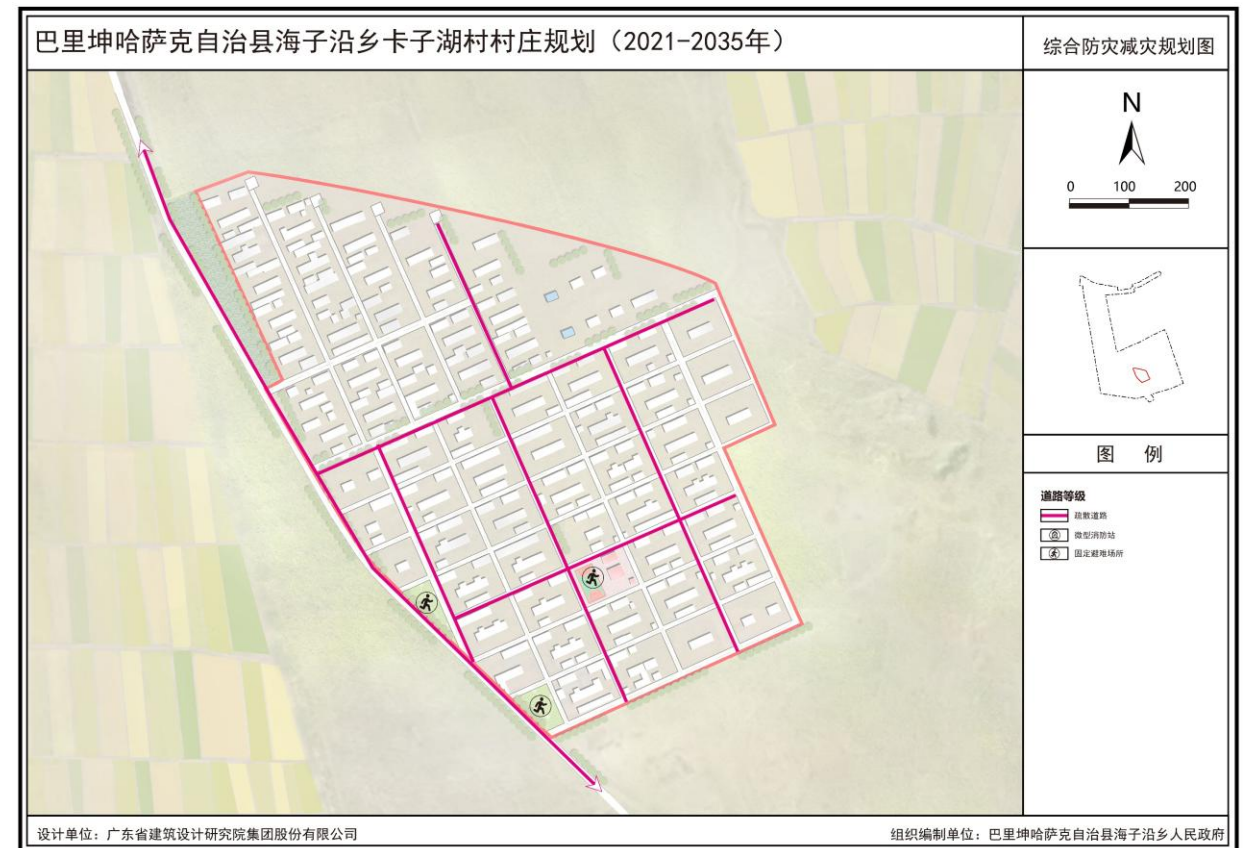 巴里坤哈萨克自治县海子沿乡卡子湖村村庄规划（2021-2035年）
综合防灾减灾规划图
N
0 100 200
图 例
道路等级
疏散道路
微型消防站
固定避难场所
设计单位：广东省建筑设计研究院集团股份有限公司
组织编制单位：巴里坤哈萨克自治县海子沿乡人民政府